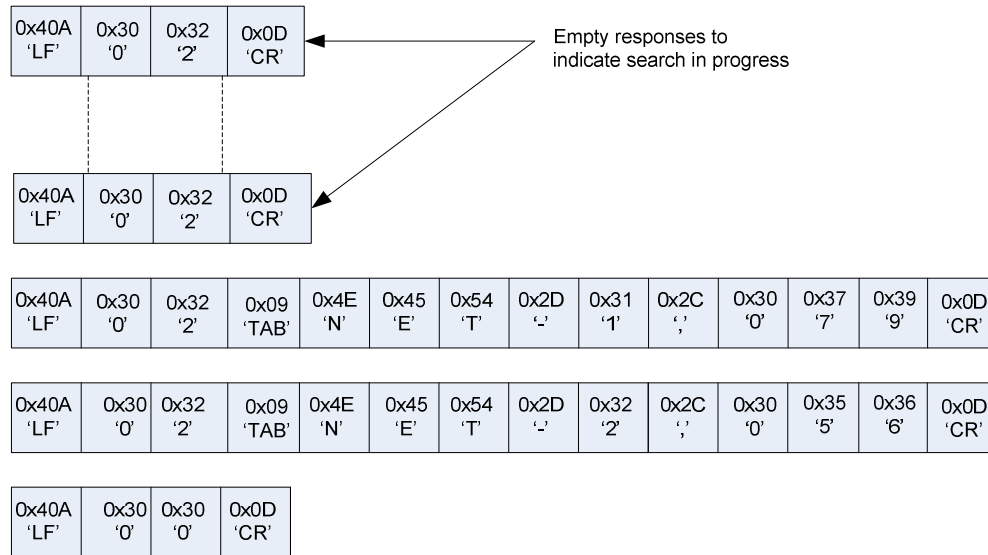 0x40A 0x30 0x32 0x0D
‘LF’ ‘0’ ‘2’ ‘CR’
Empty responses to
indicate search in progress
0x40A 0x30 0x32 0x0D
‘LF’ ‘0’ ‘2’ ‘CR’
0x40A 0x30 0x32 0x09 0x4E 0x45 0x54 0x2D 0x31 0x2C 0x30 0x37 0x39 0x0D
‘LF’ ‘0’ ‘2’ ‘TAB’ ‘N’ ‘E’ ‘T’ ‘-’ ‘1’ ‘,’ ‘0’ ‘7’ ‘9’ ‘CR’
0x40A 0x30 0x32 0x09 0x4E 0x45 0x54 0x2D 0x32 0x2C 0x30 0x35 0x36 0x0D
‘LF’ ‘0’ ‘2’ ‘TAB’ ‘N’ ‘E’ ‘T’ ‘-’ ‘2’ ‘,’ ‘0’ ‘5’ ‘6’ ‘CR’
0x40A 0x30 0x30 0x0D
‘LF’ ‘0’ ‘0’ ‘CR’